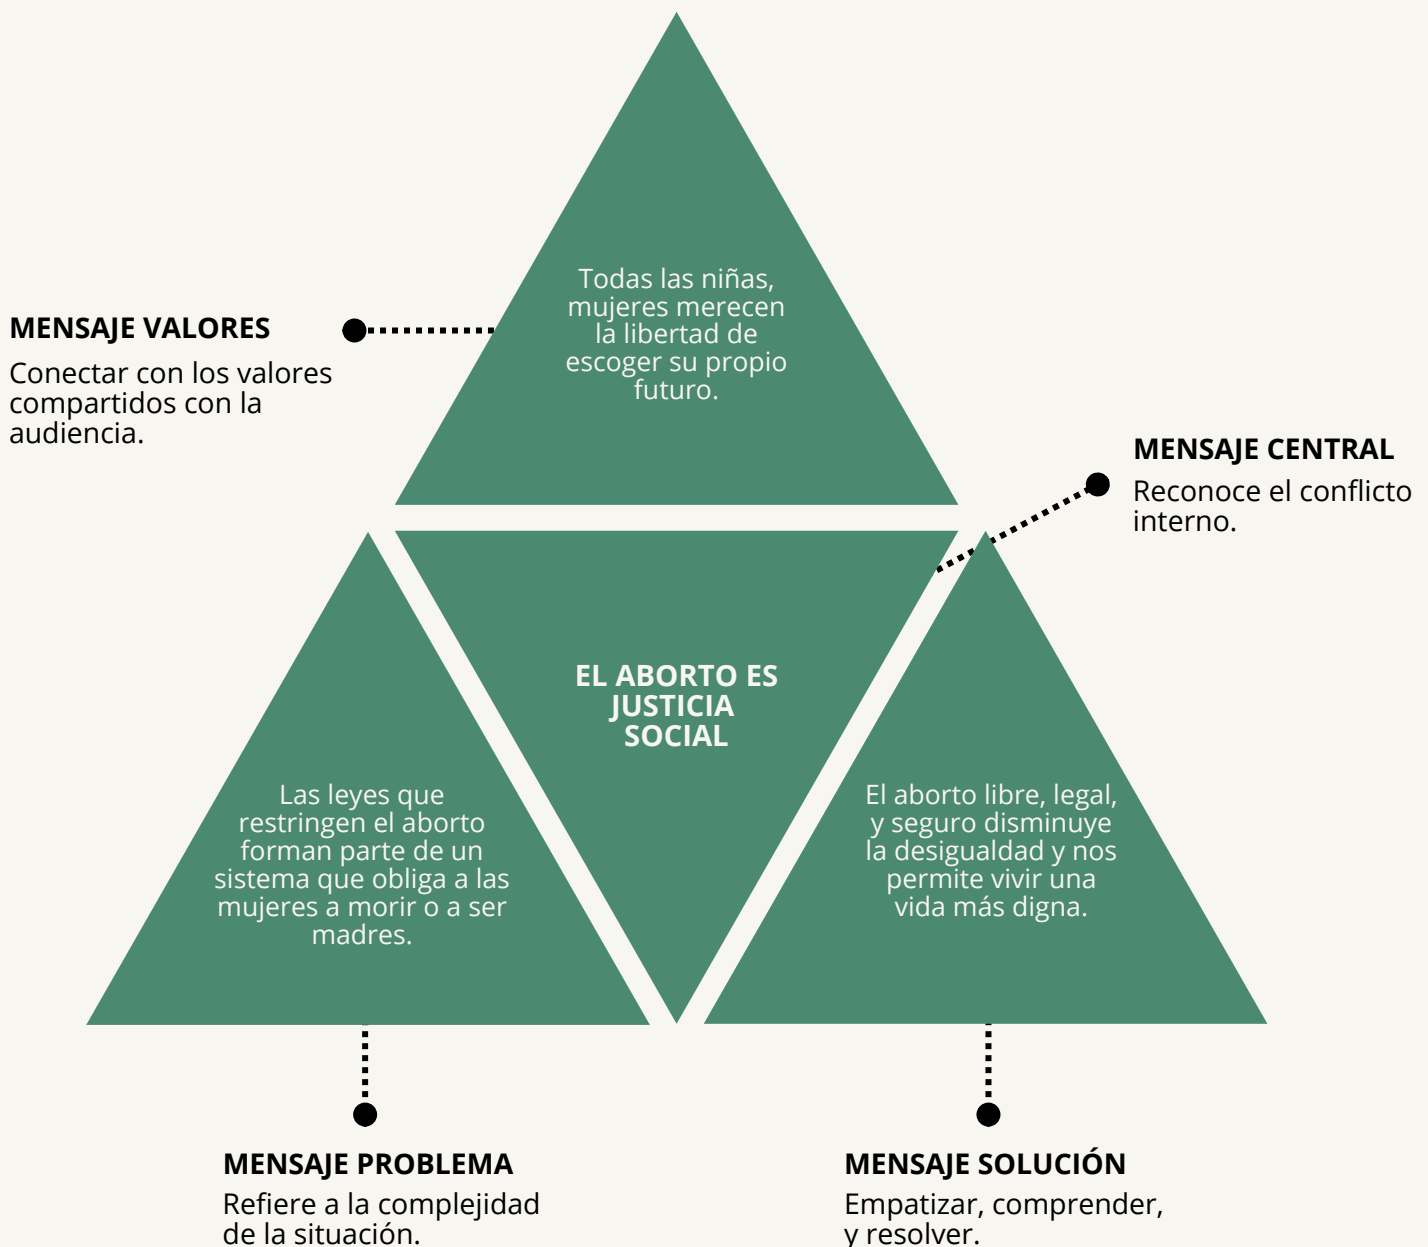 Todas las niñas,
mujeres merecen
la libertad de
escoger su propio
futuro.
MENSAJE VALORES
Conectar con los valores
compartidos con la
audiencia.
MENSAJE CENTRAL
Reconoce el conflicto
interno.
EL ABORTO ES
JUSTICIA
SOCIAL
Las leyes que
restringen el aborto
forman parte de un
sistema que obliga a las
mujeres a morir o a ser
madres.
El aborto libre, legal,
y seguro disminuye
la desigualdad y nos
permite vivir una
vida más digna.
MENSAJE PROBLEMA
Refiere a la complejidad
de la situación.
MENSAJE SOLUCIÓN
Empatizar, comprender,
y resolver.